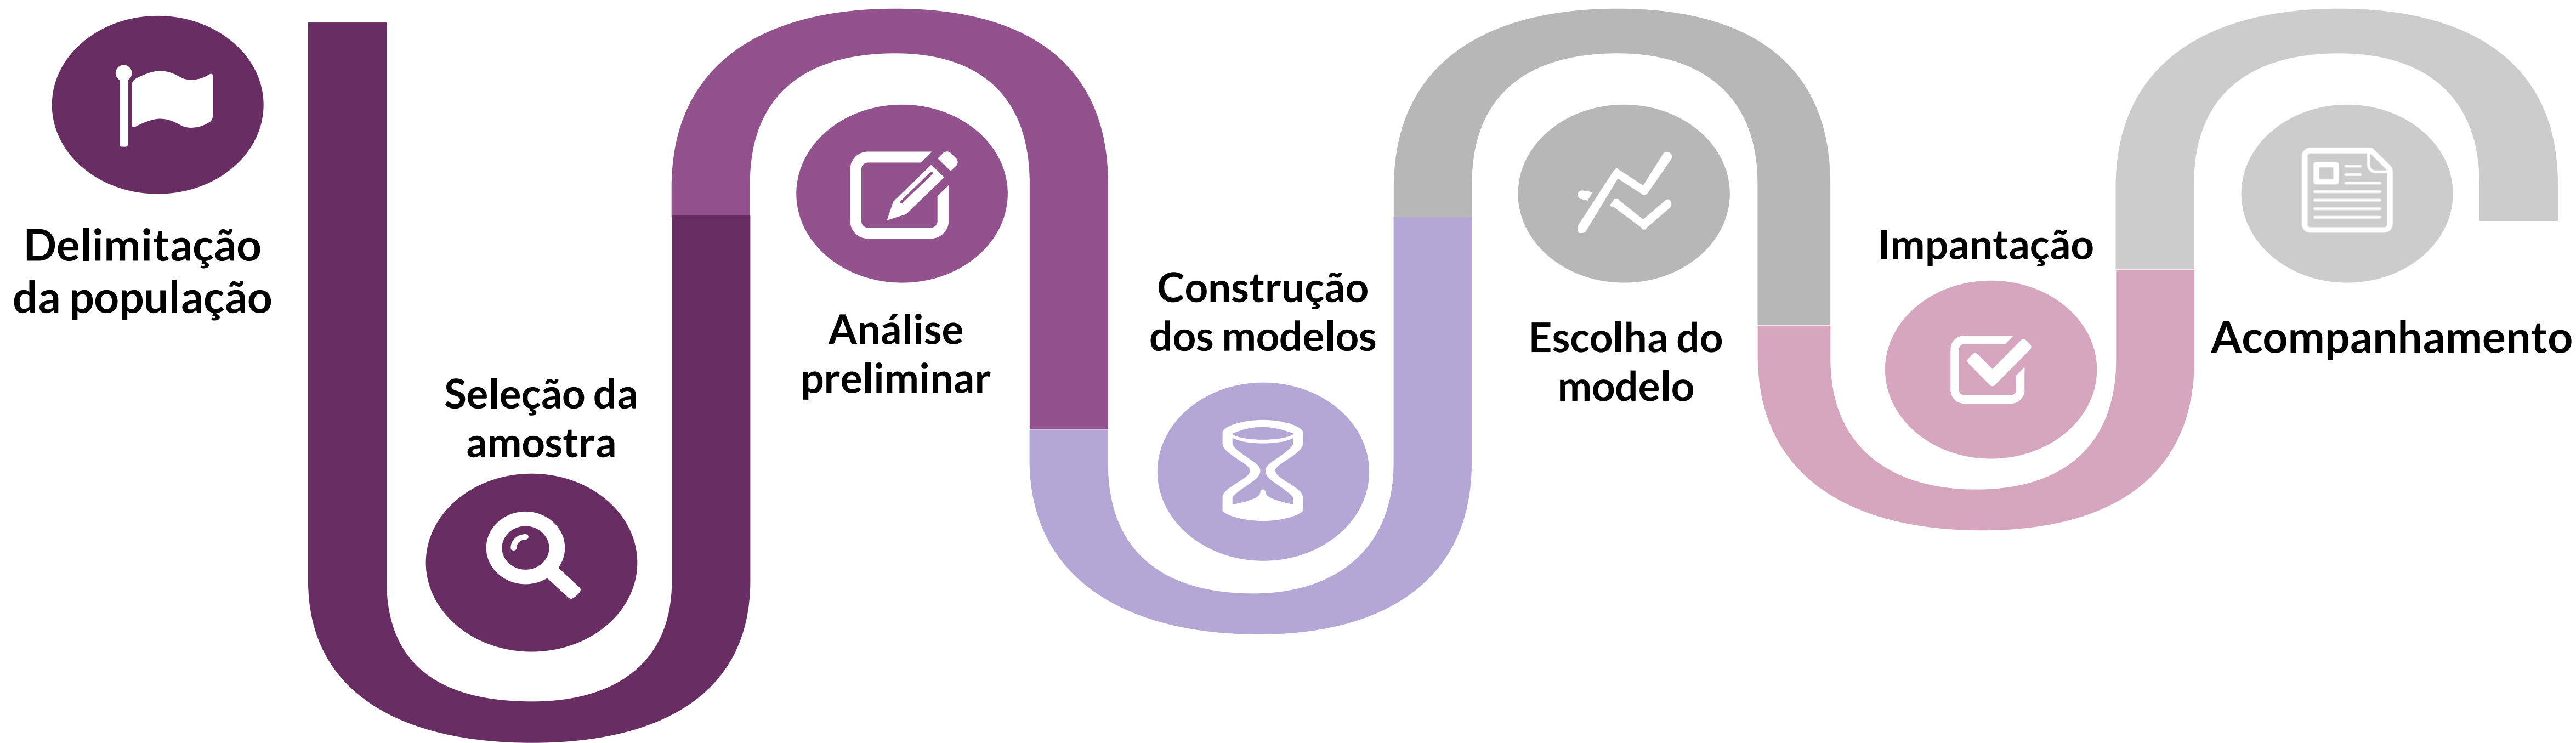 Delimitação
da população
Seleção da
amostra
Análise
preliminar
Construção
dos modelos
Escolha do
modelo
Impantação
Acompanhamento